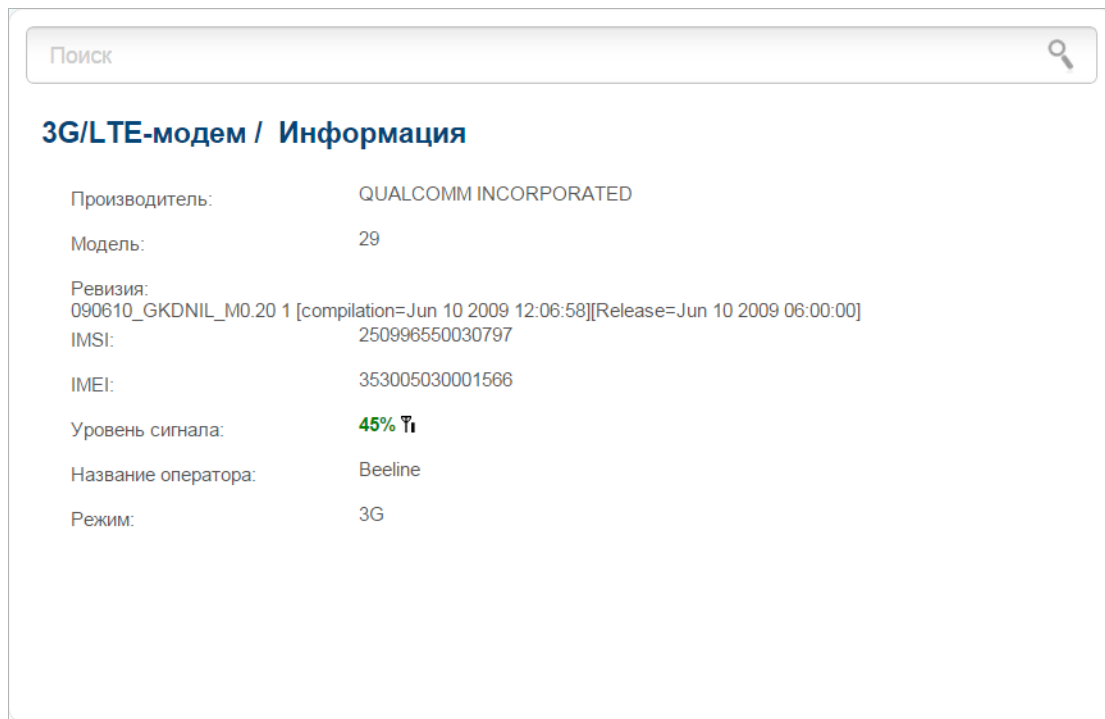 Поиск
3G/LTE-модем / Информация
Производитель: QUALCOMM INCORPORATED
Модель: 29
Ревизия:
090610_GKDNIL_M0.20 1 [compilation=Jun 10 2009 12:06:58][Release=Jun 10 2009 06:00:00]
IMSI: 250996550030797
IMEI: 353005030001566
Уровень сигнала: 45%
Название оператора: Beeline
Режим: 3G